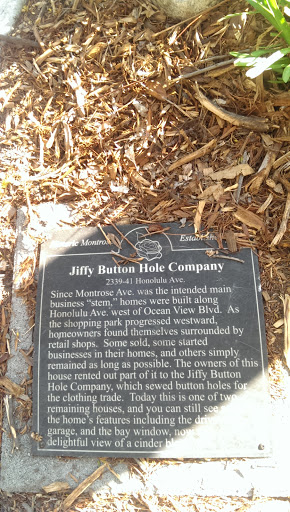 Montrose
Jiffy Button Hole Company
2339-41 Honolulu Ave.
Since Montrose Ave. was the intended main
business "stem," homes were built along
Honolulu Ave. west of Ocean View Blvd. As
the shopping park progressed westward,
homeowners found themselves surrounded by
retail shops. Some sold, some started
businesses in their homes, and others simply
remained as long as possible. The owners of this
house rented out part of it to the Jiffy Button
Hole Company, which sewed button holes for
the clothing trade. Today this is one of two
remaining houses, and you can still see
the home's features including the
garage, and the bay window,
delightful view of a cinder